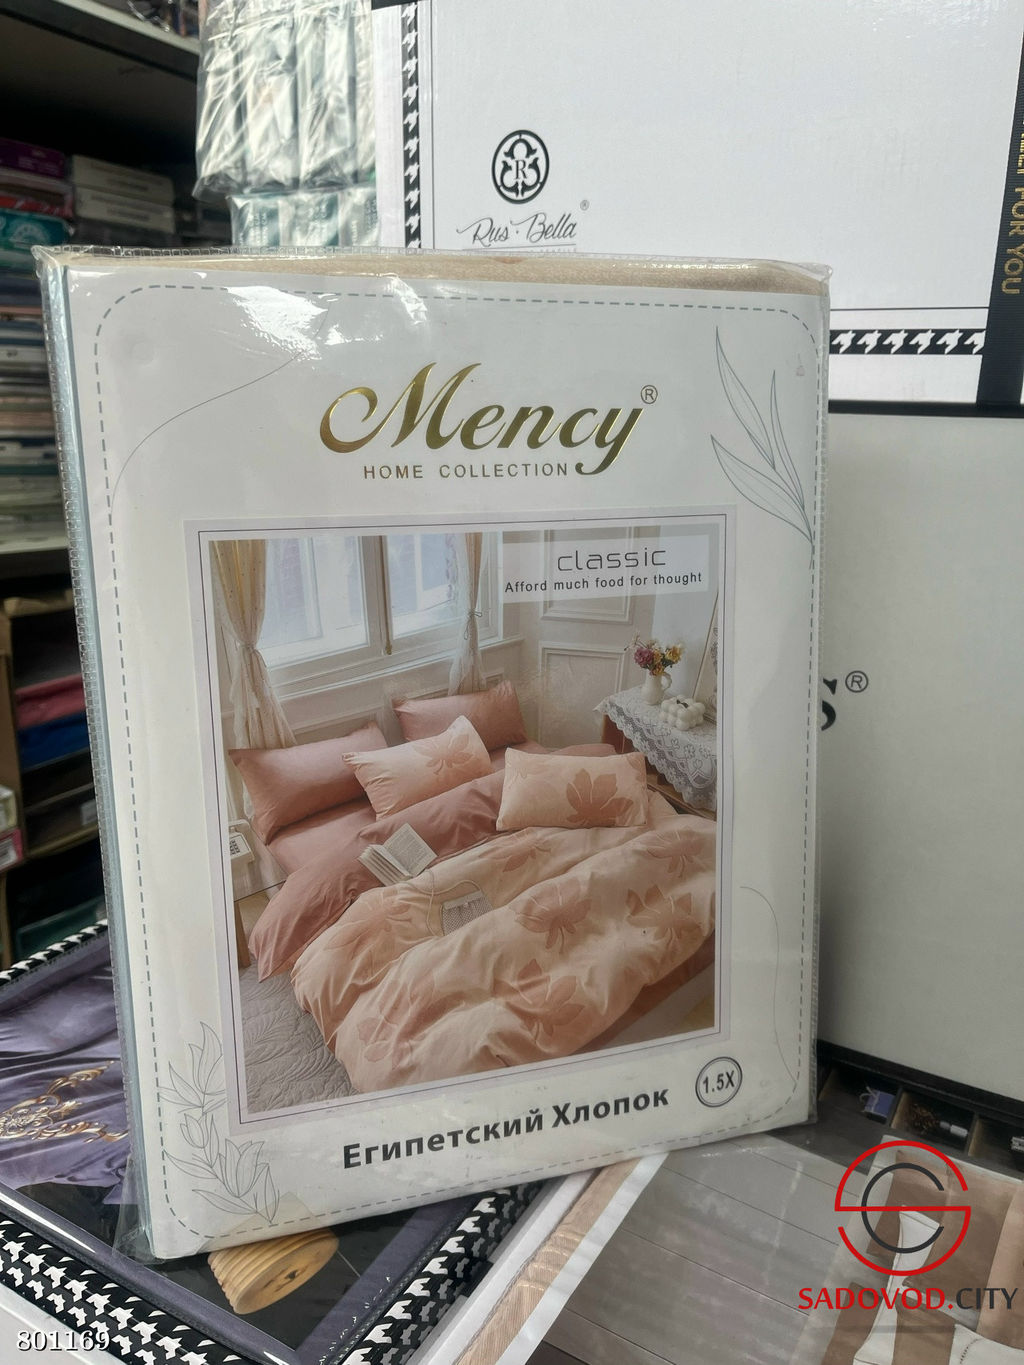 R
Rus·Bella®
FOR YOU
Mency®
HOME COLLECTION
classic
Afford much food for thought
S®
1.5X
Египетский Хлопок
SADOVOD.CITY
801169